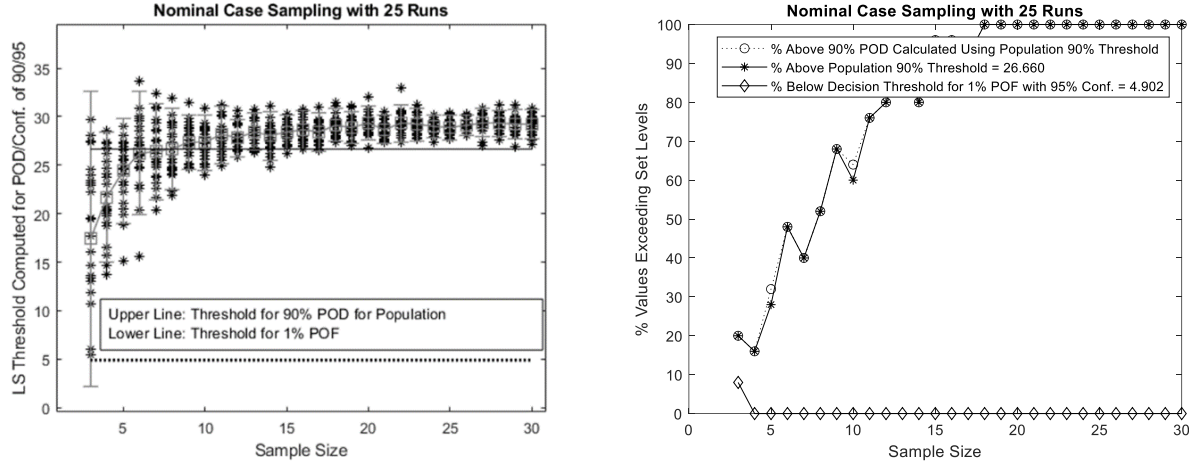 Nominal Case Sampling with 25 Runs
LS Threshold Computed for POD/Conf. of 90/95
35
30
25
20
15
10
5
0
Upper Line: Threshold for 90% POD for Population
Lower Line: Threshold for 1% POF
5
10
15
20
25
30
Sample Size
Nominal Case Sampling with 25 Runs
% Values Exceeding Set Levels
100
90
80
70
60
50
40
30
20
10
0
% Above 90% POD Calculated Using Population 90% Threshold
% Above Population 90% Threshold = 26.660
% Below Decision Threshold for 1% POF with 95% Conf. = 4.902
0
5
10
15
20
25
30
Sample Size